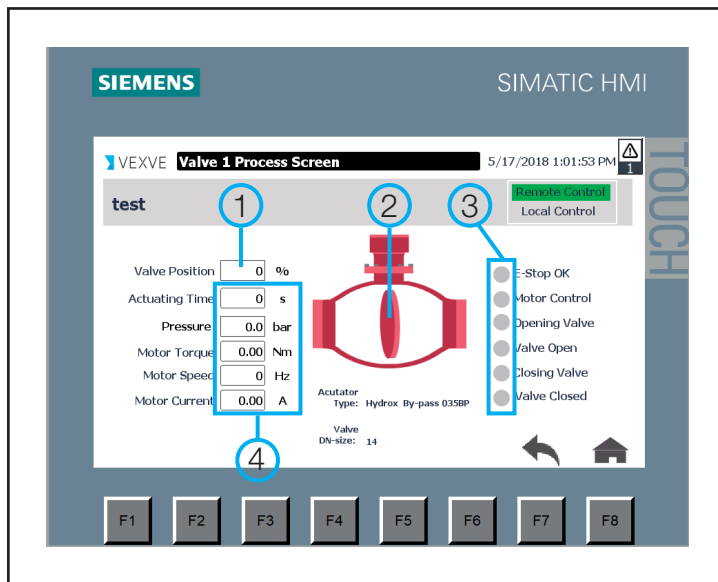 SIEMENS SIMATIC HMI
TOUCH
VEXVE Valve 1 Process Screen 5/17/2018 1:01:53 PM 1
test 1 2 3 Remote Control
Local Control
Valve Position 0 % E-Stop OK
Actuating Time 0 s Motor Control
Pressure 0.0 bar Opening Valve
Motor Torque 0.00 Nm Valve Open
Motor Speed 0 Hz Closing Valve
Motor Current 0.00 A Valve Closed
Acutator
Type: Hydrox By-pass 035BP
Valve
DN-size: 14
4
F1 F2 F3 F4 F5 F6 F7 F8